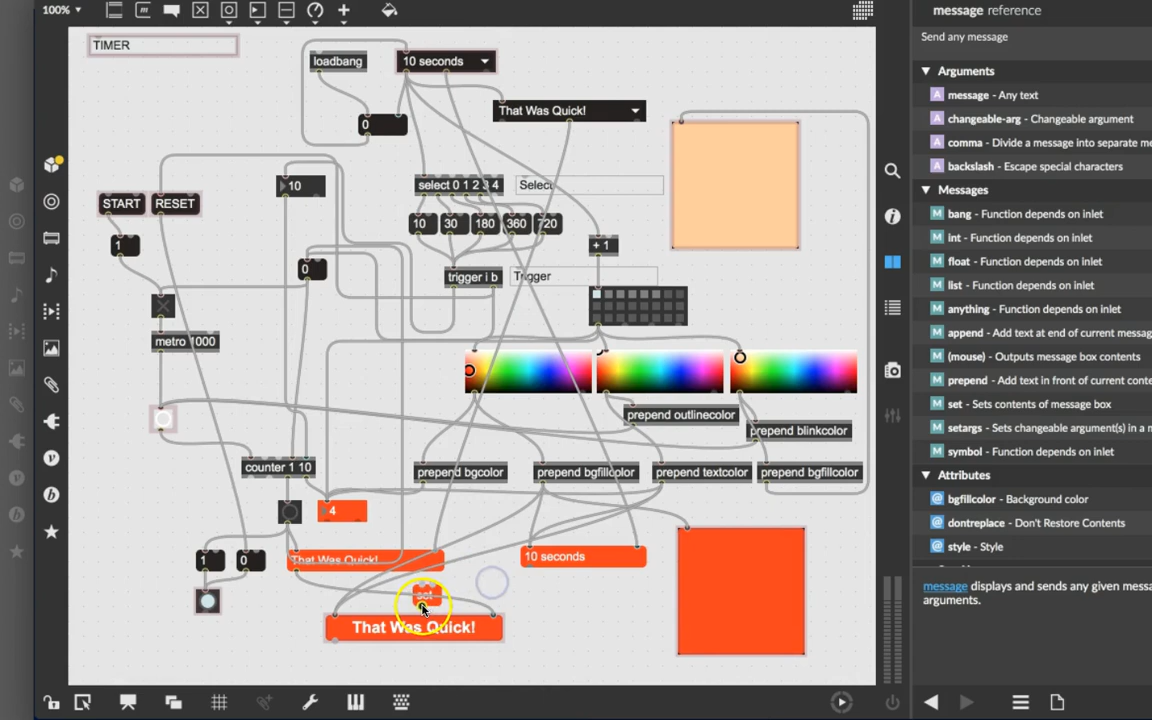 100%
message reference
Send any message
TIMER
loadbang
10 seconds
Arguments
message - Any text
That Was Quick!
changeable-arg - Changeable argument
0
comma - Divide a message into separate me
backslash - Escape special characters
10
select 0 1 2 3 4
Select
Messages
START
RESET
bang - Function depends on inlet
10
30
180
360
720
int - Function depends on inlet
1
+ 1
float - Function depends on inlet
0
trigger i b
Trigger
list - Function depends on inlet
anything - Function depends on inlet
metro 1000
append - Add text at end of current messag
(mouse) - Outputs message box contents
prepend - Add text in front of current conte
set - Sets contents of message box
prepend outlinecolor
prepend blinkcolor
setargs - Sets changeable argument(s) in a m
symbol - Function depends on inlet
counter 1 10
prepend bgcolor
prepend bgfillcolor
prepend textcolor
prepend bgfillcolor
Attributes
bgfillcolor - Background color
4
dontreplace - Don't Restore Contents
style - Style
1
0
That Was Quick!
10 seconds
set
message displays and sends any given messa
arguments.
That Was Quick!